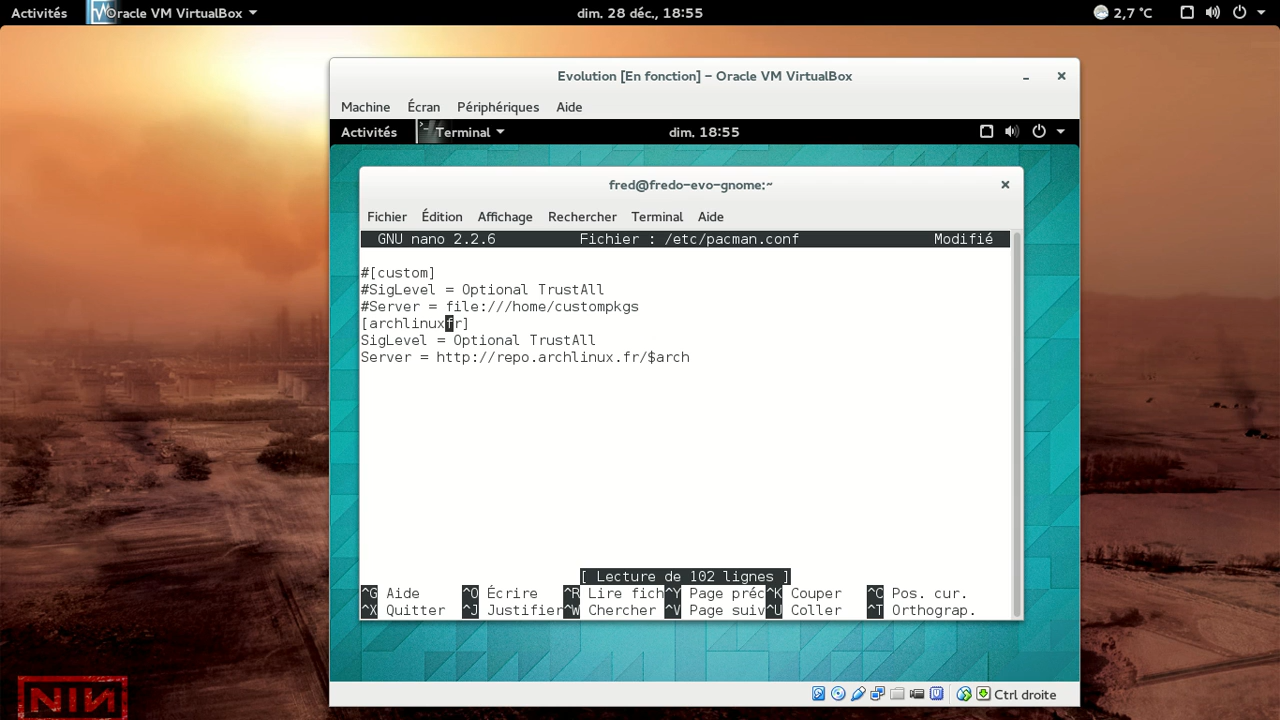 Activités Oracle VM VirtualBox dim. 28 déc., 18:55 2,7 °C
Evolution [En fonction] – Oracle VM VirtualBox
Machine Écran Périphériques Aide
Activités Terminal dim. 18:55
fred@fredo-evo-gnome:~
Fichier Édition Affichage Rechercher Terminal Aide
GNU nano 2.2.6 Fichier : /etc/pacman.conf Modifié
#[custom]
#SigLevel = Optional TrustAll
#Server = file:///home/custompkgs
[archlinuxfr]
SigLevel = Optional TrustAll
Server = http://repo.archlinux.fr/$arch
[ Lecture de 102 lignes ]
^G Aide ^O Écrire ^R Lire fich^Y Page préc^K Couper ^C Pos. cur.
^X Quitter ^J Justifier^W Chercher ^V Page suiv^U Coller ^T Orthograp.
Ctrl droite
NIN